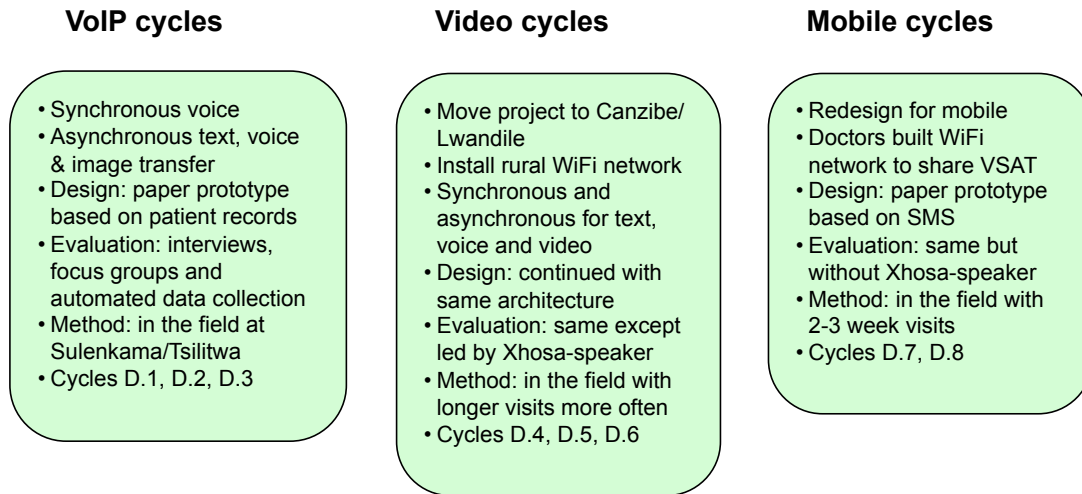 VoIP cycles
• Synchronous voice
• Asynchronous text, voice
& image transfer
• Design: paper prototype
based on patient records
• Evaluation: interviews,
focus groups and
automated data collection
• Method: in the field at
Sulenkama/Tsilitwa
• Cycles D.1, D.2, D.3
Video cycles
• Move project to Canzibe/
Lwandile
• Install rural WiFi network
• Synchronous and
asynchronous for text,
voice and video
• Design: continued with
same architecture
• Evaluation: same except
led by Xhosa-speaker
• Method: in the field with
longer visits more often
• Cycles D.4, D.5, D.6
Mobile cycles
• Redesign for mobile
• Doctors built WiFi
network to share VSAT
• Design: paper prototype
based on SMS
• Evaluation: same but
without Xhosa-speaker
• Method: in the field with
2-3 week visits
• Cycles D.7, D.8